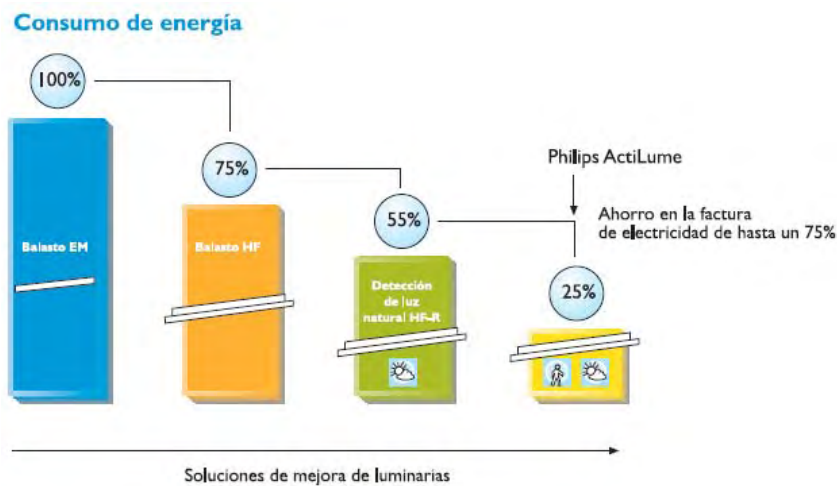 Consumo de energía
100%
75%
55%
25%
Balasto EM
Balasto HF
Detección
de luz
natural HF-R
Philips ActiLume
Ahorro en la factura
de electricidad de hasta un 75%
Soluciones de mejora de luminarias